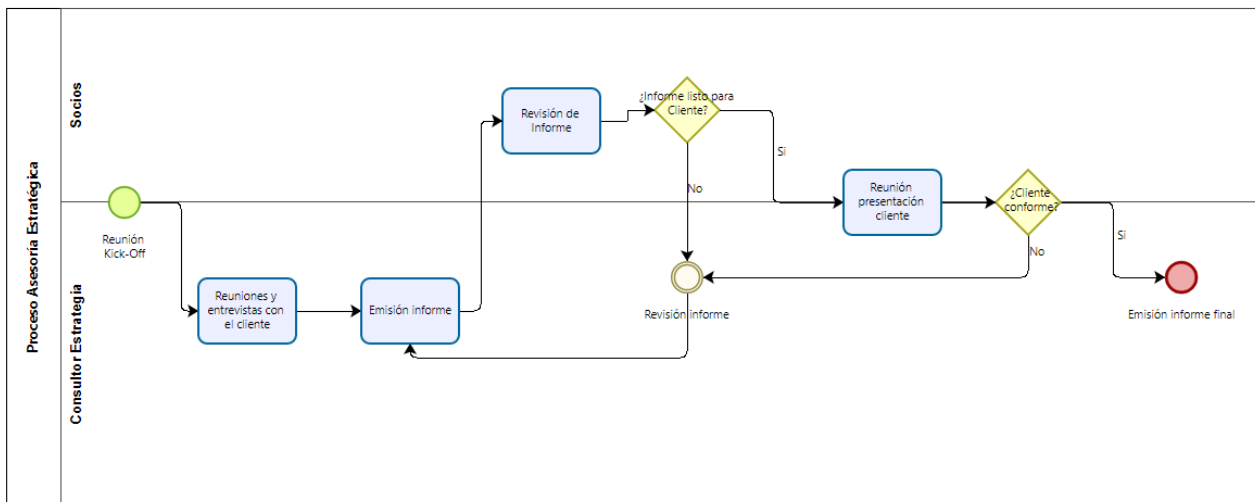 Proceso Asesoría Estratégica
Socios
Consultor Estrategia
Reunión
Kick-Off
Reuniones y
entrevistas con
el cliente
Emisión informe
Revisión de
Informe
¿Informe listo para
Cliente?
Si
No
Revisión informe
Reunión
presentación
cliente
¿Cliente
conforme?
Si
No
Emisión informe final